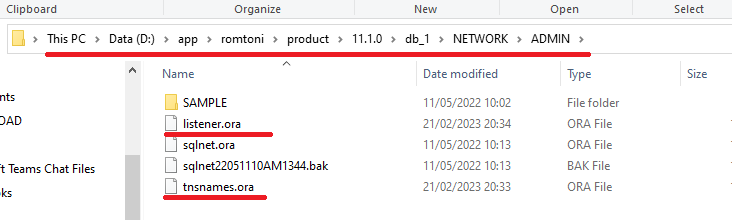 Clipboard Organize New Open Select
This PC > Data (D:) > app > romtoni > product > 11.1.0 > db_1 > NETWORK > ADMIN >
Name Date modified Type Size
SAMPLE 11/05/2022 10:02 File folder
nts listener.ora 21/02/2023 20:34 ORA File
OAD sqlnet.ora 11/05/2022 10:13 ORA File
ft Teams Chat Files sqlnet22051110AM1344.bak 11/05/2022 10:13 BAK File
oks tnsnames.ora 21/02/2023 20:33 ORA File